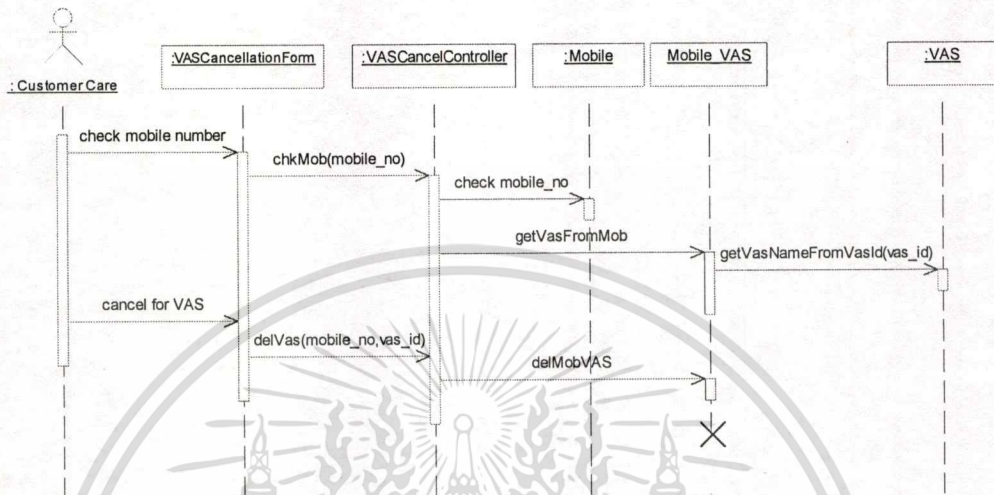 : Customer Care
:VASCancellationForm
:VASCancelController
:Mobile
Mobile_VAS
:VAS
check mobile number
chkMob(mobile_no)
check mobile_no
getVasFromMob
getVasNameFromVasId(vas_id)
cancel for VAS
delVas(mobile_no,vas_id)
delMobVAS